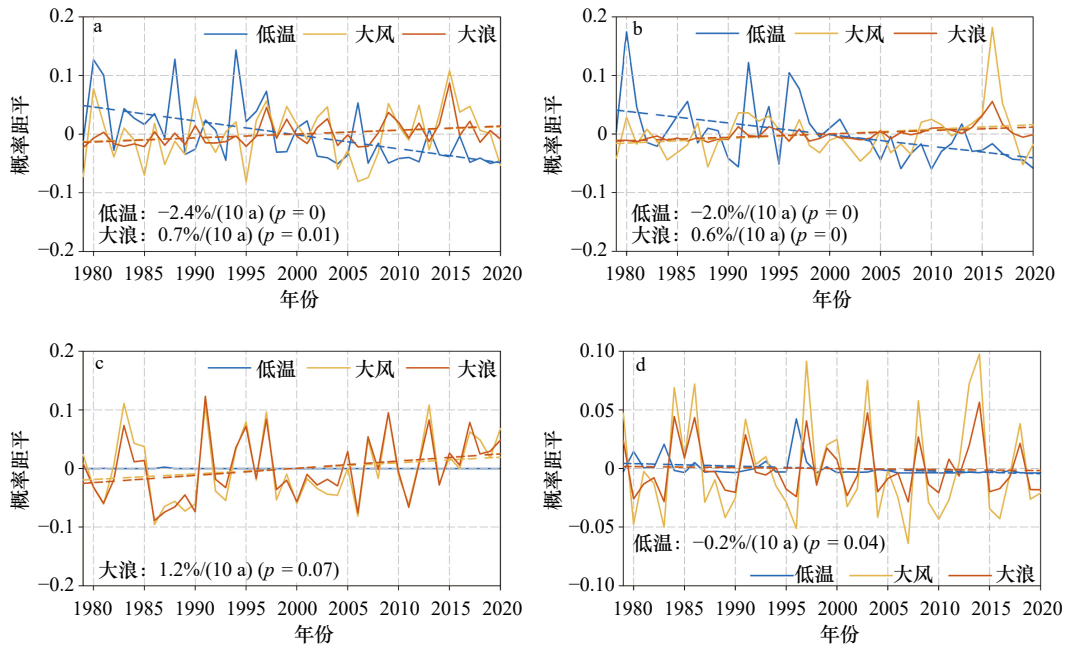 a
低温 大风 大浪
0.2
0.1
0
−0.1
−0.2
概率距平
低温：−2.4%/(10 a) (p = 0)
大浪：0.7%/(10 a) (p = 0.01)
1980 1985 1990 1995 2000 2005 2010 2015 2020
年份
b
低温 大风 大浪
0.2
0.1
0
−0.1
−0.2
概率距平
低温：−2.0%/(10 a) (p = 0)
大浪：0.6%/(10 a) (p = 0)
1980 1985 1990 1995 2000 2005 2010 2015 2020
年份
c
低温 大风 大浪
0.2
0.1
0
−0.1
−0.2
概率距平
大浪：1.2%/(10 a) (p = 0.07)
1980 1985 1990 1995 2000 2005 2010 2015 2020
年份
d
0.10
0.05
0
−0.05
−0.10
概率距平
低温：−0.2%/(10 a) (p = 0.04)
低温 大风 大浪
1980 1985 1990 1995 2000 2005 2010 2015 2020
年份